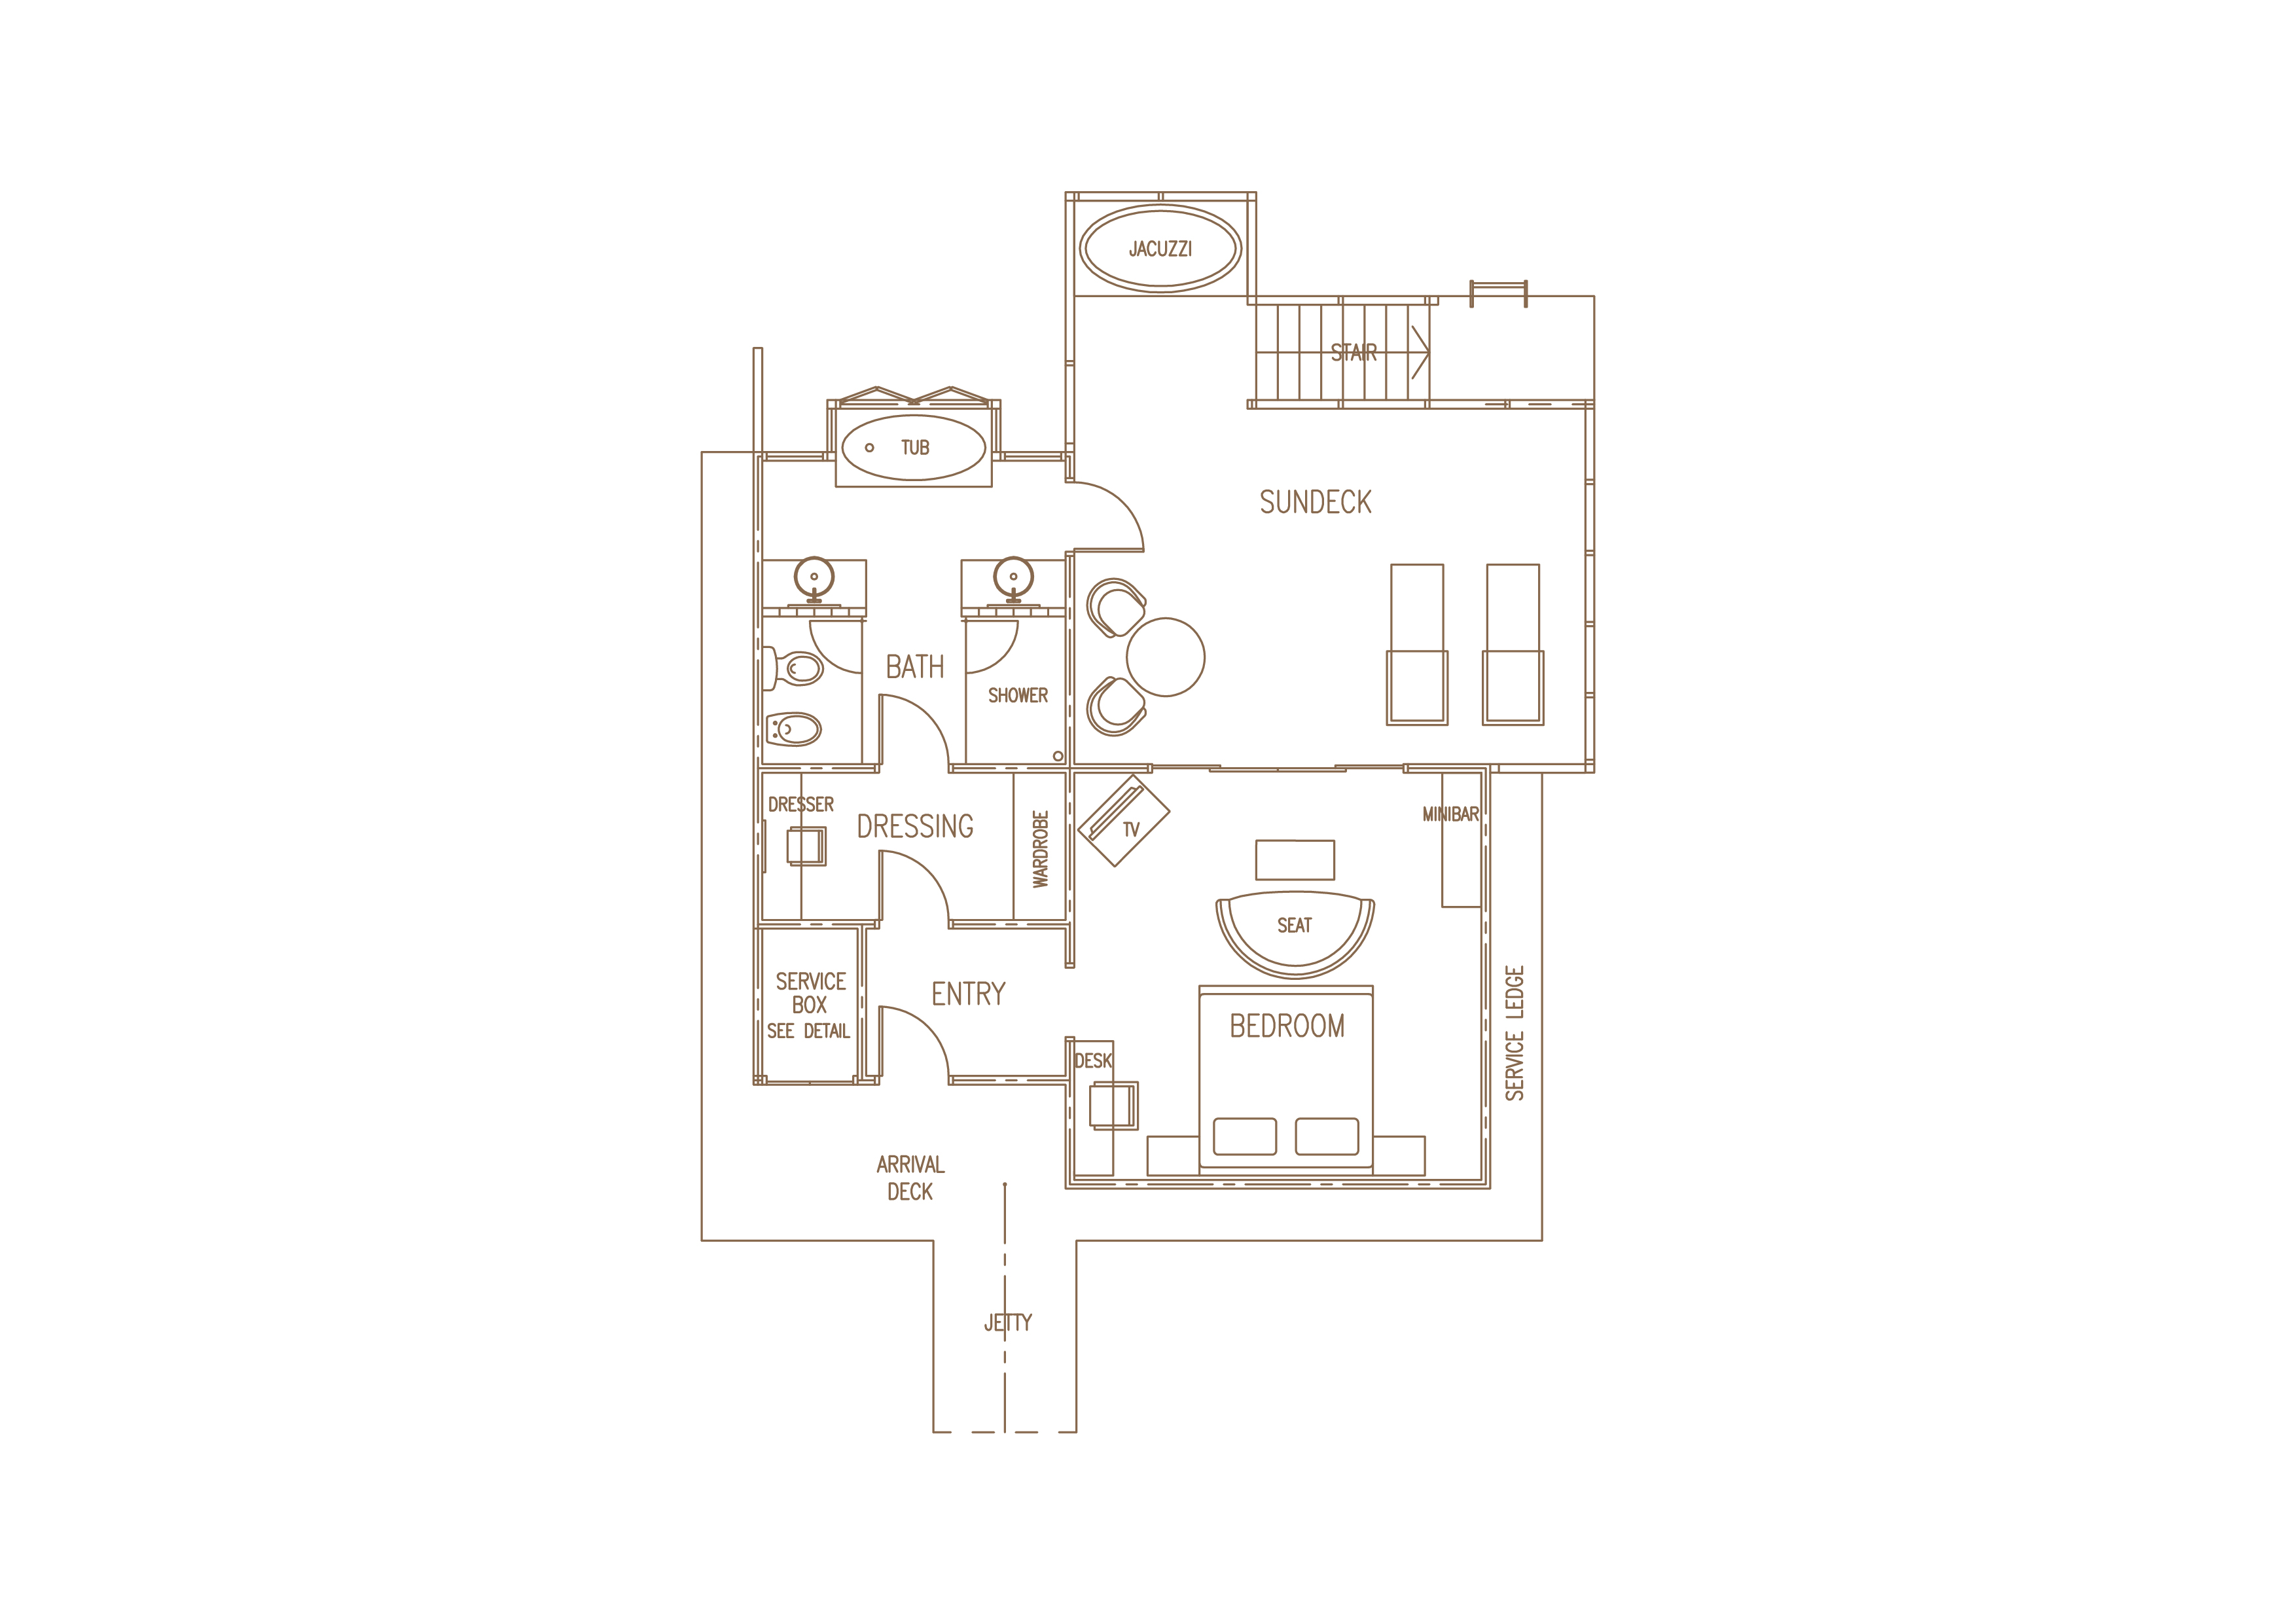 JACUZZI
STAIR
TUB
SUNDECK
BATH
SHOWER
DRESSER
DRESSING
WARDROBE
TV
MINIBAR
SEAT
SERVICE
BOX
SEE DETAIL
ENTRY
BEDROOM
DESK
SERVICE LEDGE
ARRIVAL
DECK
JETTY